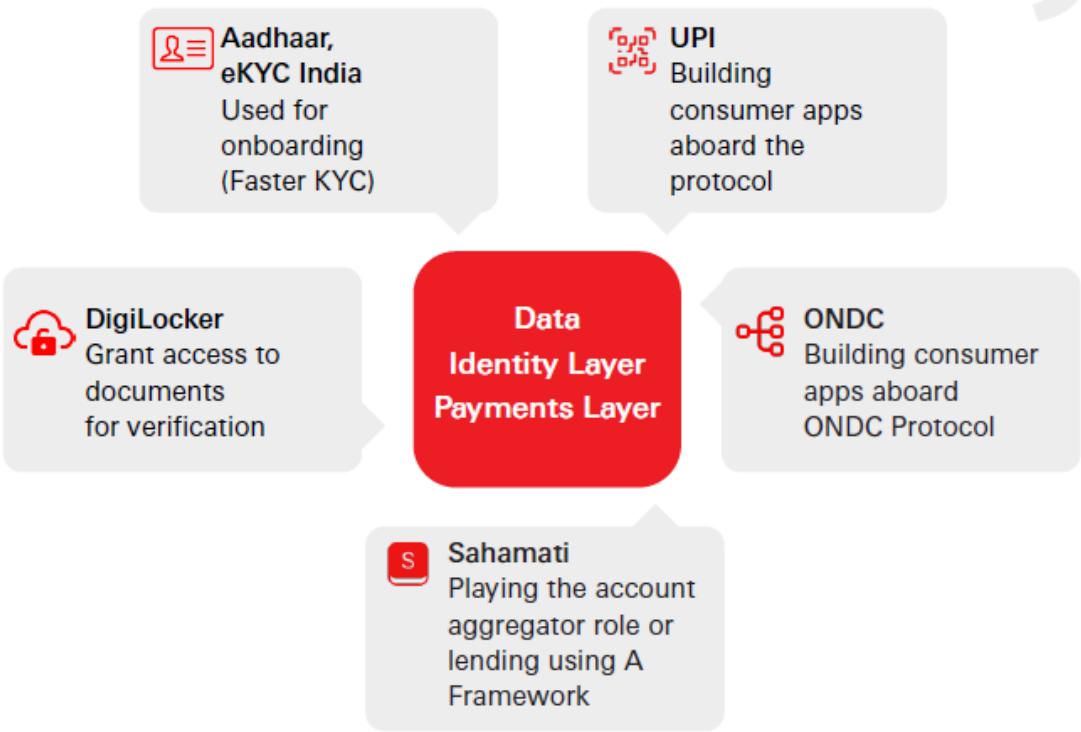 Aadhaar,
eKYC India
Used for
onboarding
(Faster KYC)
UPI
Building
consumer apps
aboard the
protocol
DigiLocker
Grant access to
documents
for verification
Data
Identity Layer
Payments Layer
ONDC
Building consumer
apps aboard
ONDC Protocol
S
Sahamati
Playing the account
aggregator role or
lending using A
Framework